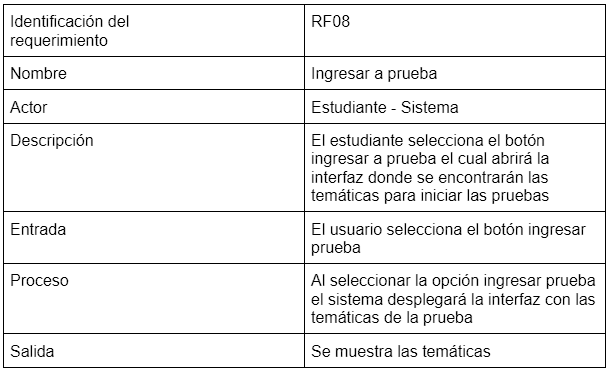 Identificación del
requerimiento
RF08
Nombre
Ingresar a prueba
Actor
Estudiante - Sistema
Descripción
El estudiante selecciona el botón
ingresar a prueba el cual abrirá la
interfaz donde se encontrarán las
temáticas para iniciar las pruebas
Entrada
El usuario selecciona el botón ingresar
prueba
Proceso
Al seleccionar la opción ingresar prueba
el sistema desplegará la interfaz con las
temáticas de la prueba
Salida
Se muestra las temáticas